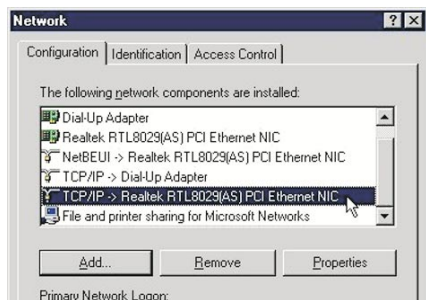 Network
Configuration Identification Access Control
The following network components are installed:
Dial-Up Adapter
Realtek RTL8029(AS) PCI Ethernet NIC
NetBEUI -> Realtek RTL8029(AS) PCI Ethernet NIC
TCP/IP -> Dial-Up Adapter
TCP/IP -> Realtek RTL8029(AS) PCI Ethernet NIC
File and printer sharing for Microsoft Networks
Add... Remove Properties
Primary Network Logon: